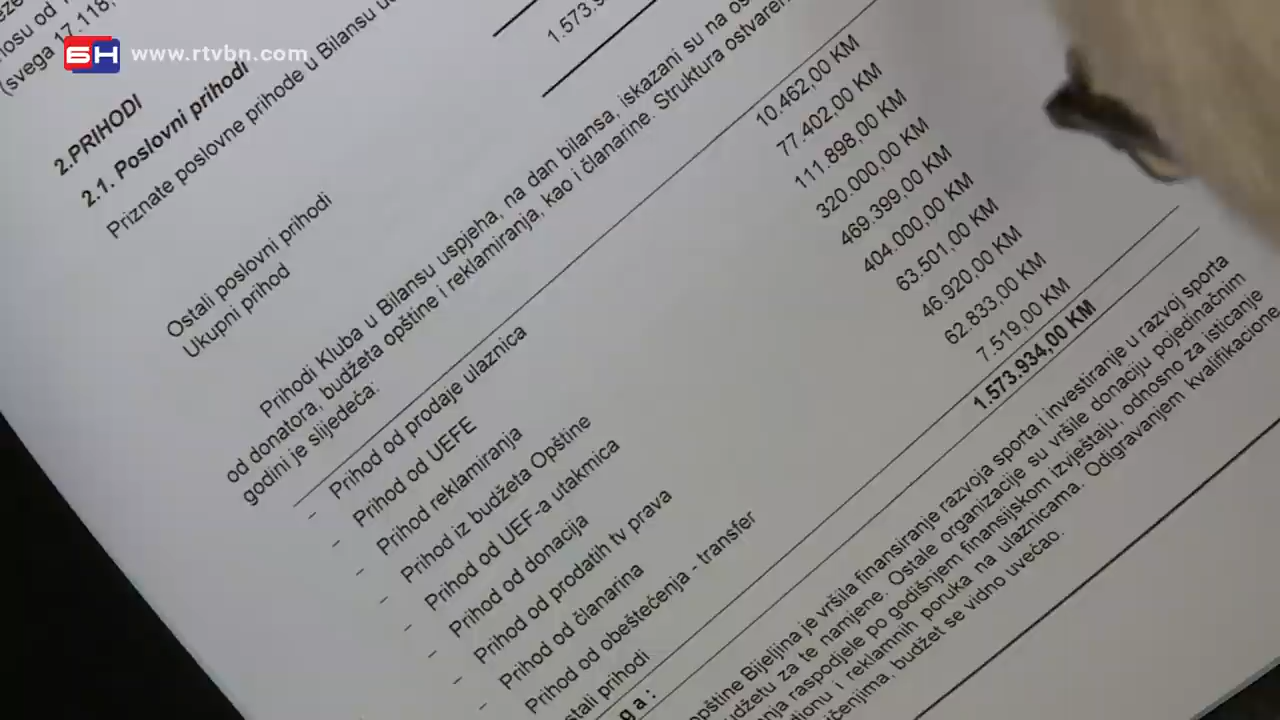 БН www.rtvbn.com
(svega 17.118,
1.573.9
2.PRIHODI
2.1. Poslovni prihodi
Priznate poslovne prihode u Bilansu
Ostali poslovni prihodi
Ukupni prihod
Prihodi Kluba u Bilansu uspjeha, na dan bilansa, iskazani su na
od donatora, budžeta opštine i reklamiranja, kao i članarine. Struktura
godini je slijedeća:
- Prihod od prodaje ulaznica 10.462,00 KM
- Prihod od UEFE 77.402,00 KM
- Prihod reklamiranja 111.898,00 KM
- Prihod iz budžeta Opštine 320.000,00 KM
- Prihod od UEF-a utakmica 469.399,00 KM
- Prihod od donacija 404.000,00 KM
- Prihod od prodatih tv prava 63.501,00 KM
Prihod od članarina 46.920,00 KM
Prihod od obeštećenja - transfer 62.833,00 KM
stali prihodi 7.519,00 KM
g a : 1.573.934,00 KM
opštine Bijeljina je vršila finansiranje razvoja sporta i investiranje u razvoj sporta
udžetu za te namjene. Ostale organizacije su vršile donaciju pojedinačnim
nja raspodjele po godišnjem finansijskom izvještaju, odnosno za isticanje
dionu i reklamnih poruka na ulaznicama. Odigravanjem kvalifikacione
ičenjima, budžet se vidno uvećao.